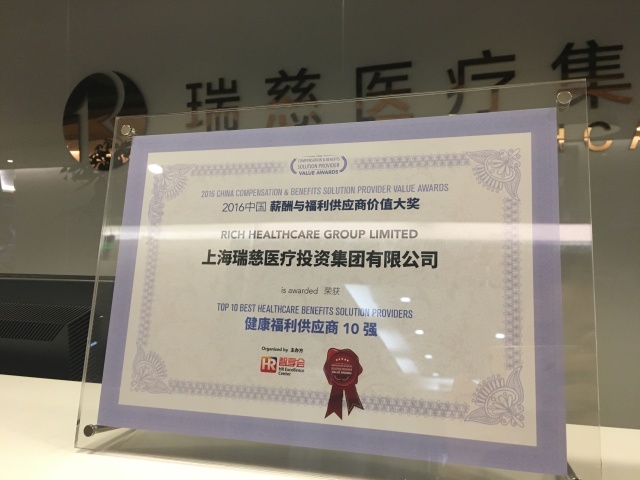 瑞慈医疗集
COMPENSATION & BENEFITS
SOLUTION PROVIDER
VALUE AWARDS
2016 CHINA COMPENSATION & BENEFITS SOLUTION PROVIDER VALUE AWARDS
2016中国 薪酬与福利供应商价值大奖
RICH HEALTHCARE GROUP LIMITED
上海瑞慈医疗投资集团有限公司
is awarded 荣获
TOP 10 BEST HEALTHCARE BENEFITS SOLUTION PROVIDERS
健康福利供应商 10 强
Organized by 主办方
HR 智享会
HR Excellence
Center